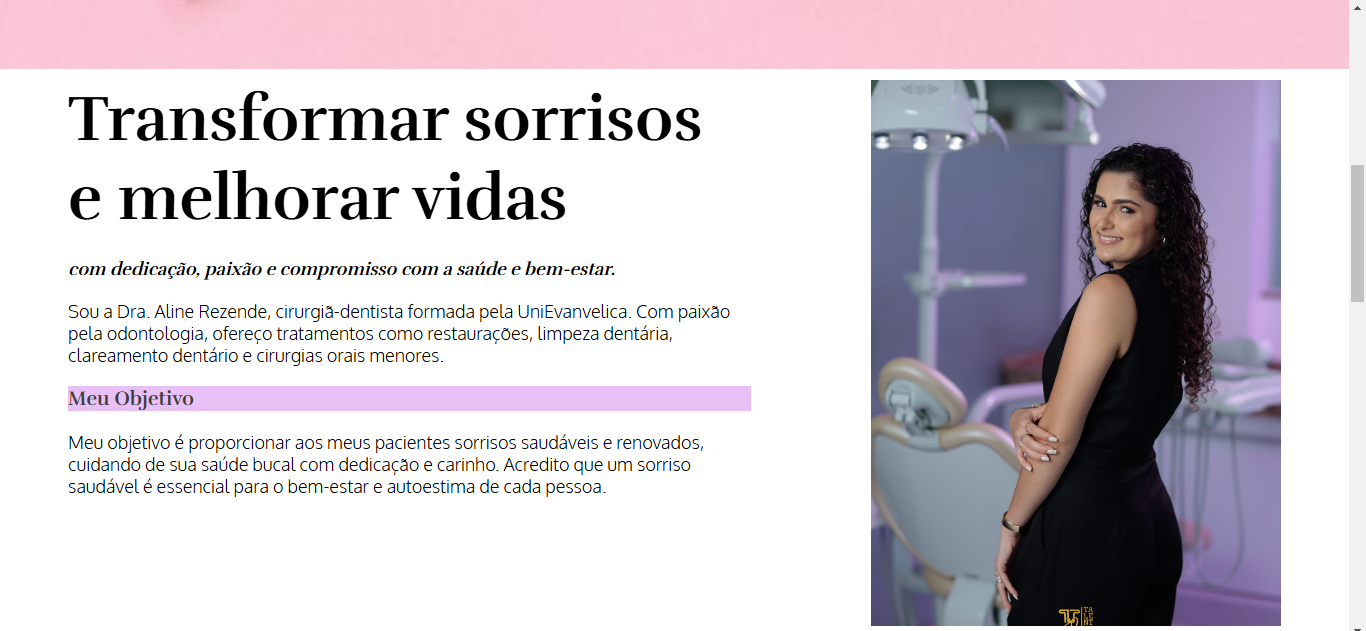 Transformar sorrisos
e melhorar vidas
com dedicação, paixão e compromisso com a saúde e bem-estar.
Sou a Dra. Aline Rezende, cirurgiã-dentista formada pela UniEvanvelica. Com paixão
pela odontologia, ofereço tratamentos como restaurações, limpeza dentária,
clareamento dentário e cirurgias orais menores.
Meu Objetivo
Meu objetivo é proporcionar aos meus pacientes sorrisos saudáveis e renovados,
cuidando de sua saúde bucal com dedicação e carinho. Acredito que um sorriso
saudável é essencial para o bem-estar e autoestima de cada pessoa.